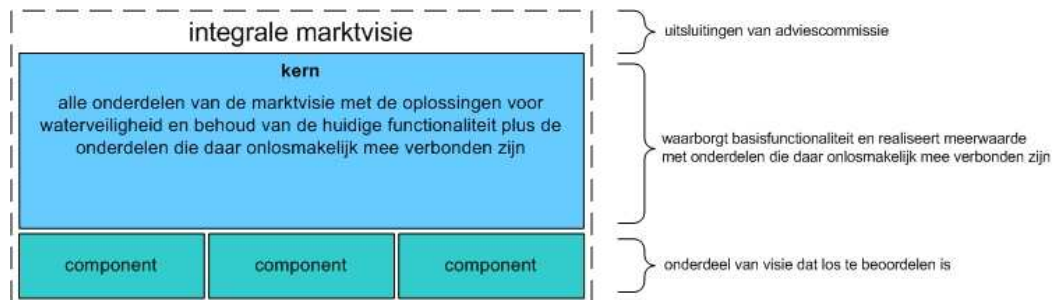 integrale marktvisie
uitsluitingen van adviescommissie
kern
alle onderdelen van de marktvisie met de oplossingen voor
waterveiligheid en behoud van de huidige functionaliteit plus de
onderdelen die daar onlosmakelijk mee verbonden zijn
waarborgt basisfunctionaliteit en realiseert meerwaarde
met onderdelen die daar onlosmakelijk mee verbonden zijn
component
component
component
onderdeel van visie dat los te beoordelen is